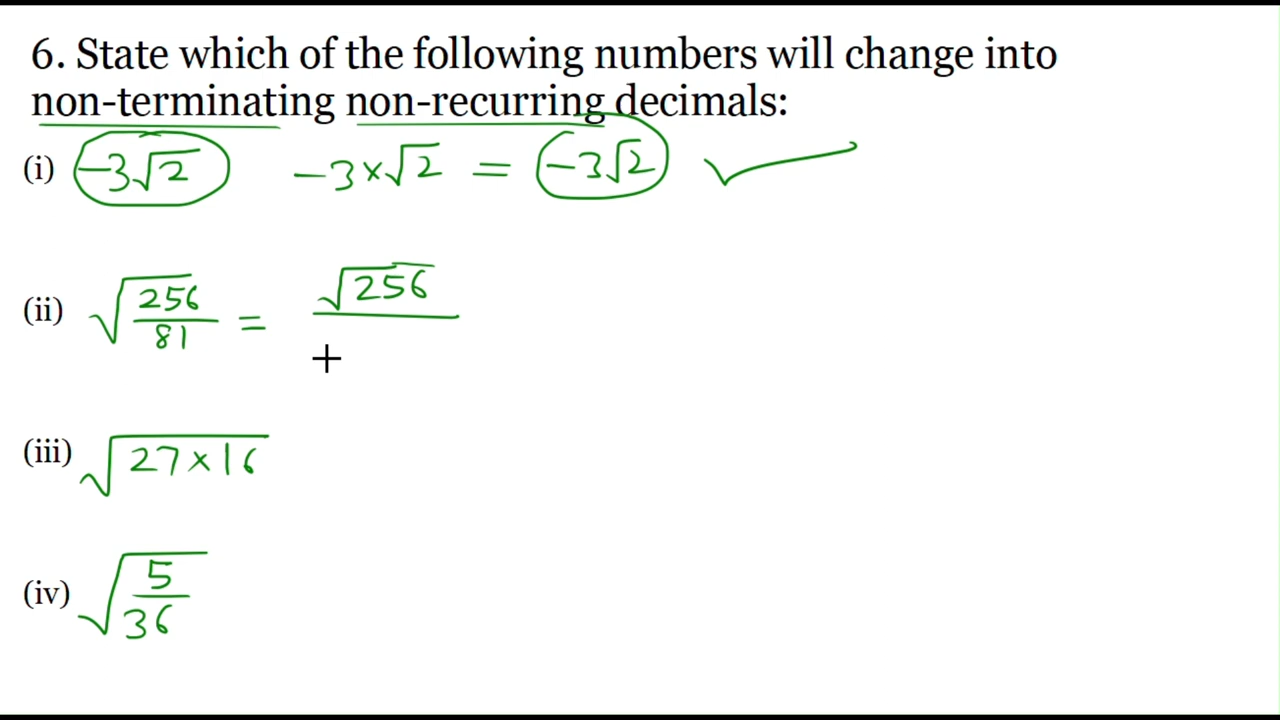 6. State which of the following numbers will change into
non-terminating non-recurring decimals:
(i) -3√2 -3×√2 = -3√2 ✓
(ii) √(256/81) = √256
(iii) √(27×16)
(iv) √(5/36)